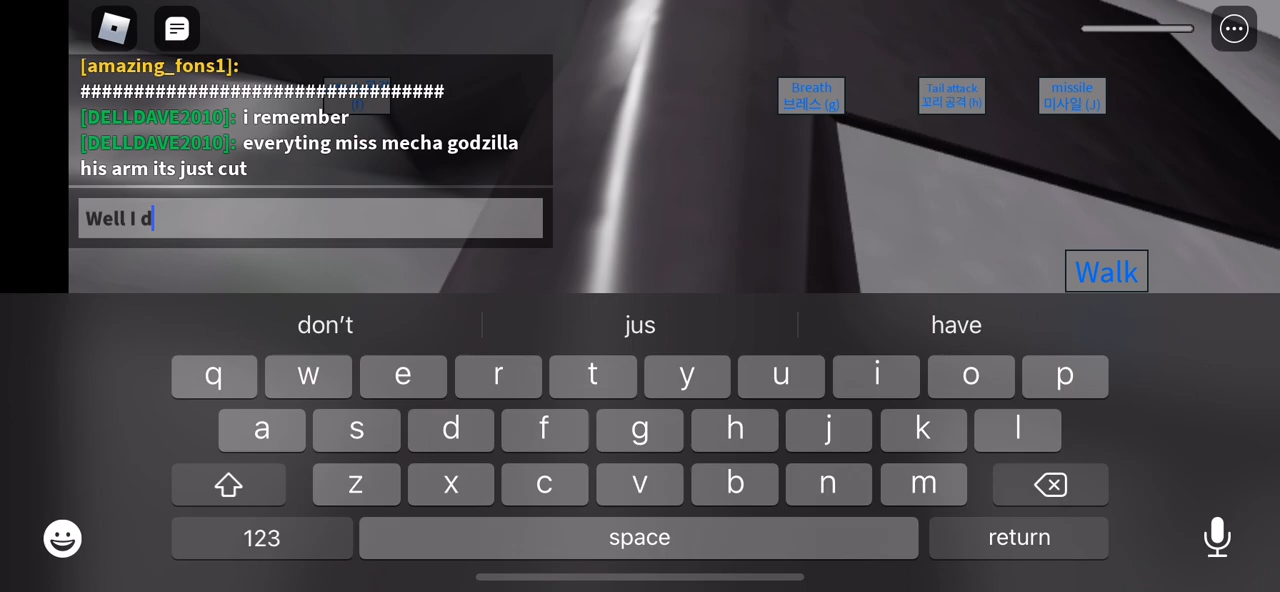 [amazing_fons1]:
##################################
(f)
[DELLDAVE2010]: i remember
[DELLDAVE2010]: everyting miss mecha godzilla
his arm its just cut
Well I d
Breath
브레스 (g)
Tail attack
꼬리 공격 (h)
missile
미사일 (J)
Walk
don't jus have
q w e r t y u i o p
a s d f g h j k l
z x c v b n m
123 space return